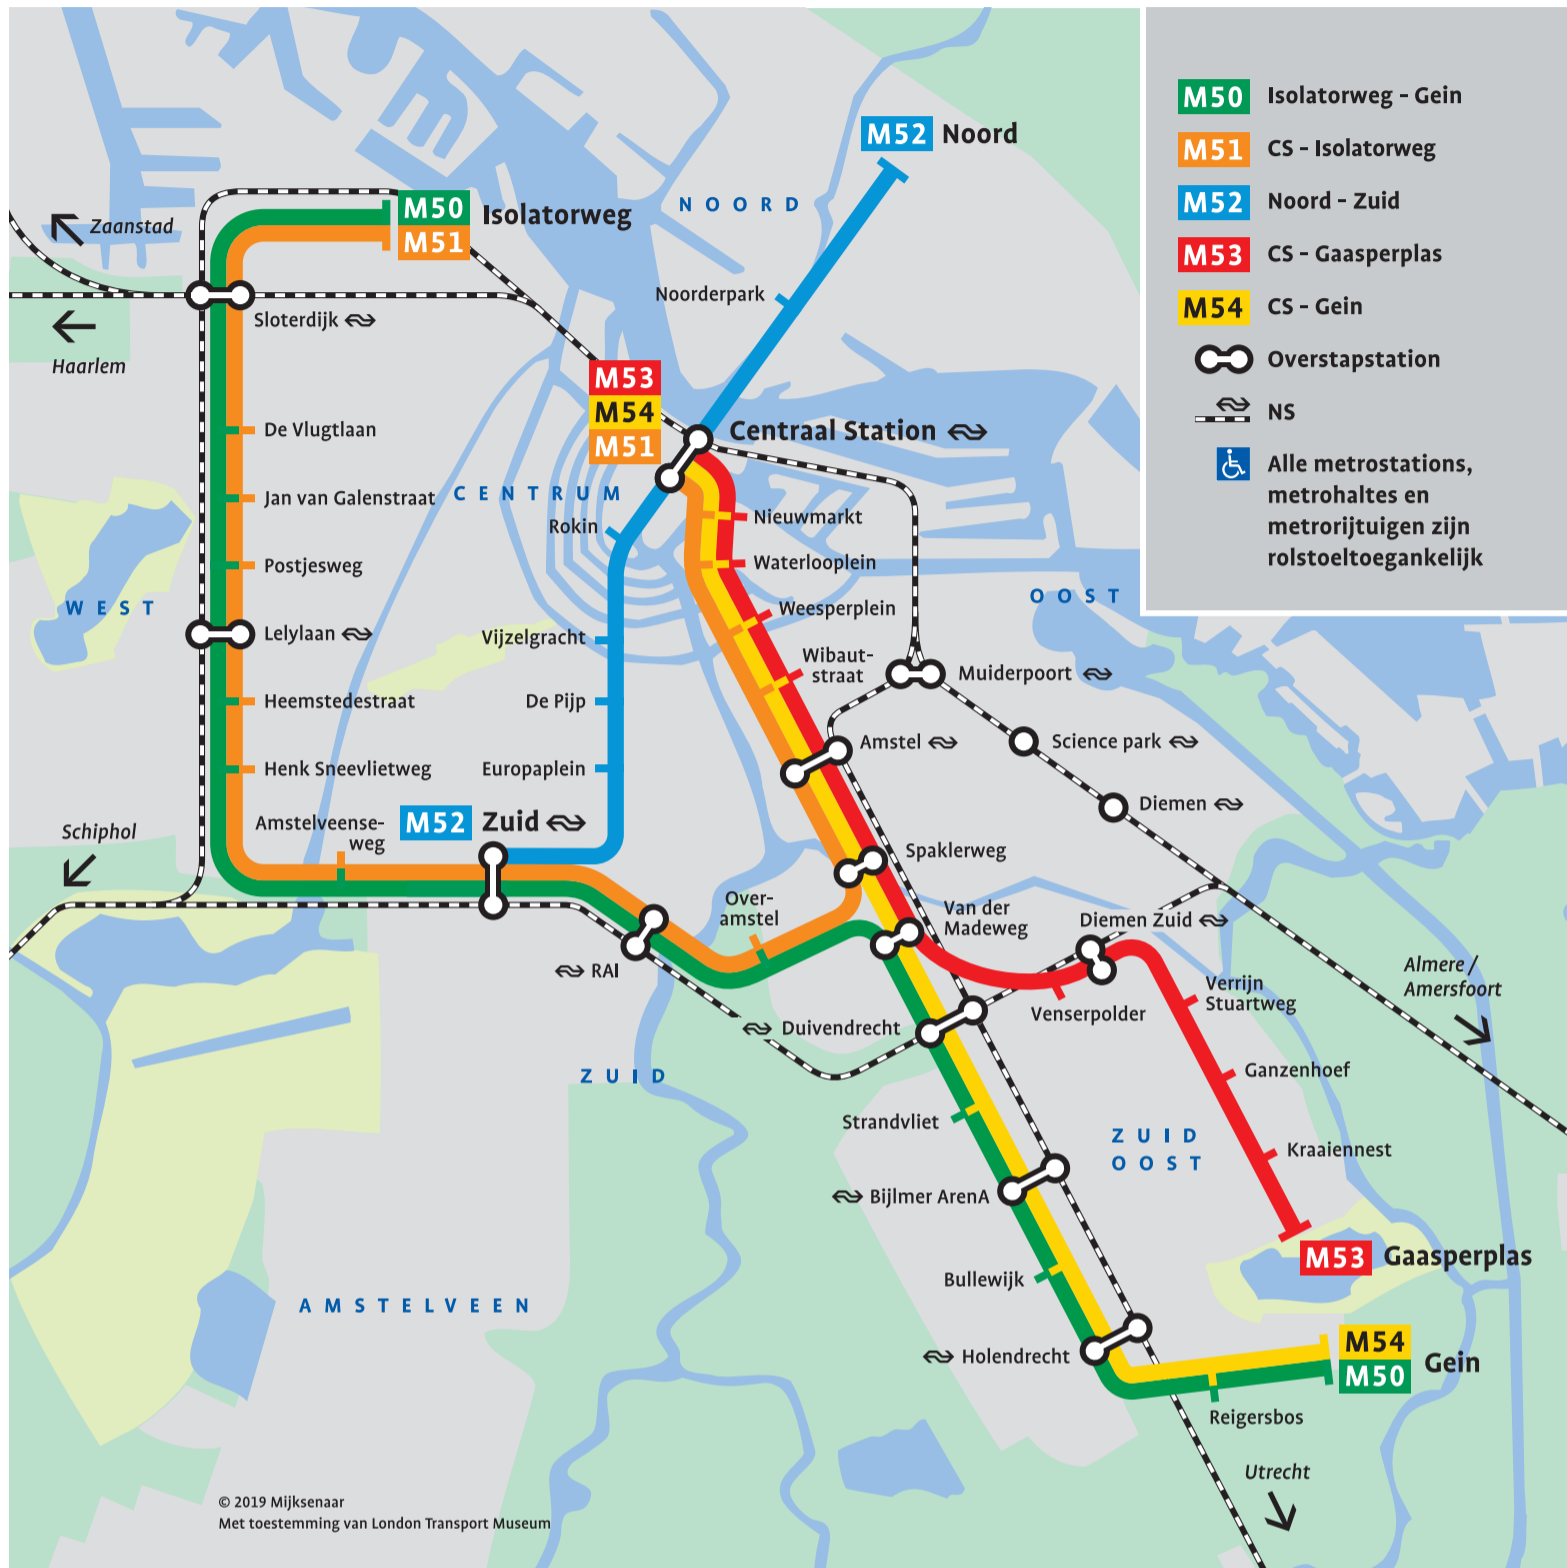 M50 Isolatorweg - Gein
M51 CS - Isolatorweg
M52 Noord - Zuid
M53 CS - Gaasperplas
M54 CS - Gein
Overstapstation
NS
Alle metrostations,
metrohaltes en
metrorijtuigen zijn
rolstoeltoegankelijk
M52 Noord
NOORD
Zaanstad
M50
M51
Isolatorweg
Noorderpark
Sloterdijk
Haarlem
M53
M54
M51
Centraal Station
De Vlugtlaan
Jan van Galenstraat
CENTRUM
Rokin
Nieuwmarkt
Waterlooplein
Postjesweg
WEST
OOST
Weesperplein
Lelylaan
Vijzelgracht
Wibaut-
straat
Muiderpoort
Heemstedestraat
De Pijp
Amstel
Science park
Henk Sneevlietweg
Europaplein
Diemen
Schiphol
Amstelveense-
weg
M52 Zuid
Spaklerweg
Over-
amstel
Van der
Madeweg
Diemen Zuid
RAI
Almere /
Amersfoort
Verrijn
Stuartweg
Venserpolder
Duivendrecht
ZUID
Ganzenhoef
Strandvliet
ZUID
OOST
Kraaiennest
Bijlmer ArenA
M53 Gaasperplas
Bullewijk
AMSTELVEEN
Holendrecht
M54
M50
Gein
Reigersbos
Utrecht
© 2019 Mijksenaar
Met toestemming van London Transport Museum